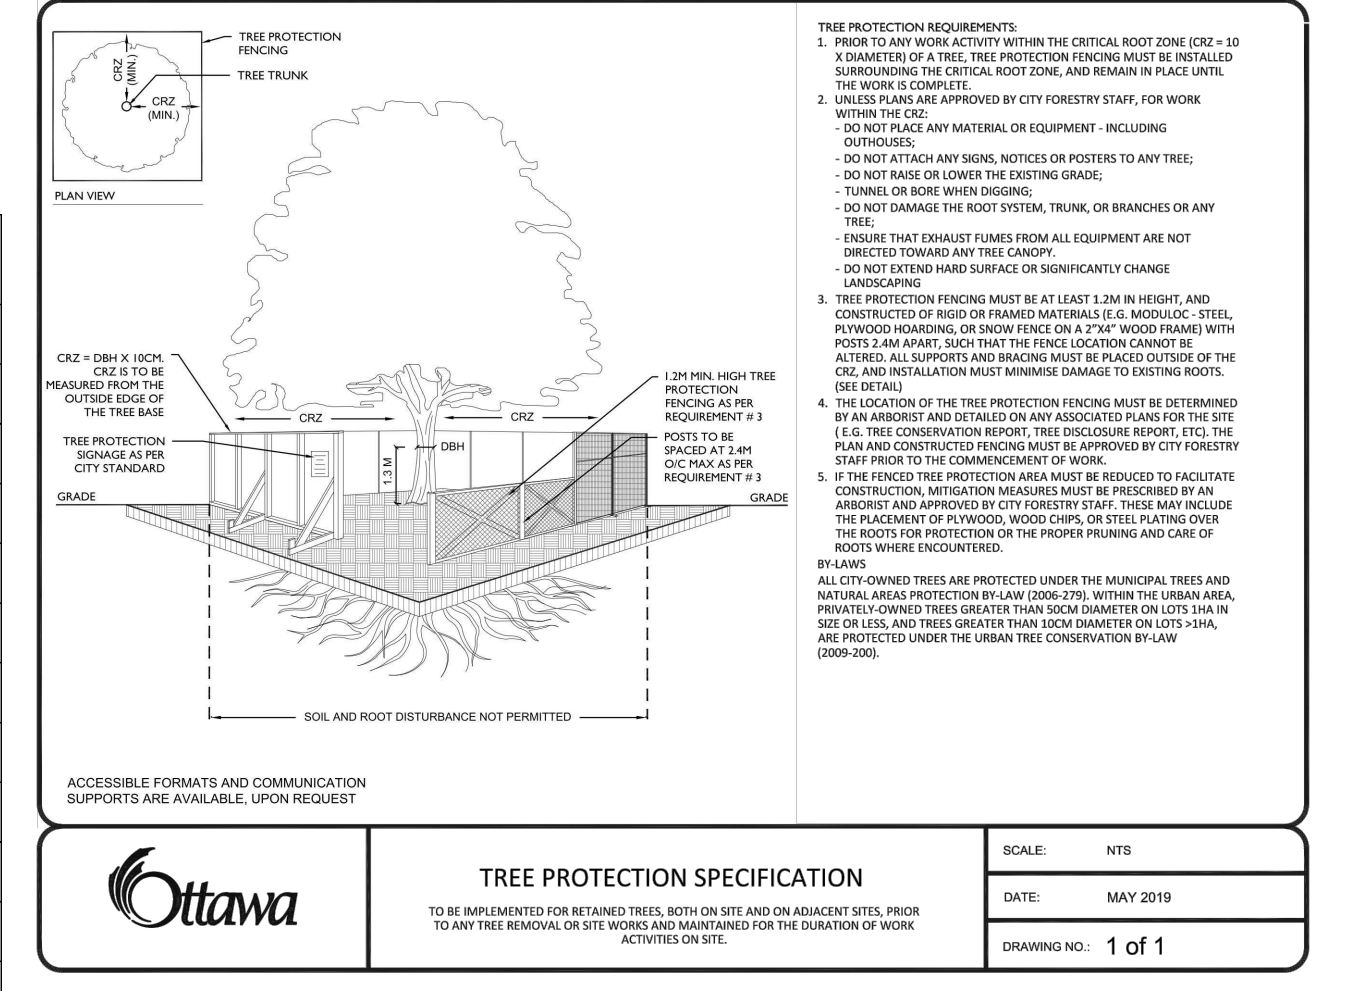 TREE PROTECTION
FENCING
TREE TRUNK
CRZ
(MIN.)
CRZ
(MIN.)
PLAN VIEW
CRZ = DBH X 10CM.
CRZ IS TO BE
MEASURED FROM THE
OUTSIDE EDGE OF
THE TREE BASE
TREE PROTECTION
SIGNAGE AS PER
CITY STANDARD
GRADE
CRZ
CRZ
DBH
1.3 M
1.2M MIN. HIGH TREE
PROTECTION
FENCING AS PER
REQUIREMENT # 3
POSTS TO BE
SPACED AT 2.4M
O/C MAX AS PER
REQUIREMENT # 3
GRADE
SOIL AND ROOT DISTURBANCE NOT PERMITTED
ACCESSIBLE FORMATS AND COMMUNICATION
SUPPORTS ARE AVAILABLE, UPON REQUEST
TREE PROTECTION REQUIREMENTS:
1. PRIOR TO ANY WORK ACTIVITY WITHIN THE CRITICAL ROOT ZONE (CRZ = 10
X DIAMETER) OF A TREE, TREE PROTECTION FENCING MUST BE INSTALLED
SURROUNDING THE CRITICAL ROOT ZONE, AND REMAIN IN PLACE UNTIL
THE WORK IS COMPLETE.
2. UNLESS PLANS ARE APPROVED BY CITY FORESTRY STAFF, FOR WORK
WITHIN THE CRZ:
- DO NOT PLACE ANY MATERIAL OR EQUIPMENT - INCLUDING
OUTHOUSES;
- DO NOT ATTACH ANY SIGNS, NOTICES OR POSTERS TO ANY TREE;
- DO NOT RAISE OR LOWER THE EXISTING GRADE;
- TUNNEL OR BORE WHEN DIGGING;
- DO NOT DAMAGE THE ROOT SYSTEM, TRUNK, OR BRANCHES OR ANY
TREE;
- ENSURE THAT EXHAUST FUMES FROM ALL EQUIPMENT ARE NOT
DIRECTED TOWARD ANY TREE CANOPY.
- DO NOT EXTEND HARD SURFACE OR SIGNIFICANTLY CHANGE
LANDSCAPING
3. TREE PROTECTION FENCING MUST BE AT LEAST 1.2M IN HEIGHT, AND
CONSTRUCTED OF RIGID OR FRAMED MATERIALS (E.G. MODULOC - STEEL,
PLYWOOD HOARDING, OR SNOW FENCE ON A 2”X4” WOOD FRAME) WITH
POSTS 2.4M APART, SUCH THAT THE FENCE LOCATION CANNOT BE
ALTERED. ALL SUPPORTS AND BRACING MUST BE PLACED OUTSIDE OF THE
CRZ, AND INSTALLATION MUST MINIMISE DAMAGE TO EXISTING ROOTS.
(SEE DETAIL)
4. THE LOCATION OF THE TREE PROTECTION FENCING MUST BE DETERMINED
BY AN ARBORIST AND DETAILED ON ANY ASSOCIATED PLANS FOR THE SITE
( E.G. TREE CONSERVATION REPORT, TREE DISCLOSURE REPORT, ETC). THE
PLAN AND CONSTRUCTED FENCING MUST BE APPROVED BY CITY FORESTRY
STAFF PRIOR TO THE COMMENCEMENT OF WORK.
5. IF THE FENCED TREE PROTECTION AREA MUST BE REDUCED TO FACILITATE
CONSTRUCTION, MITIGATION MEASURES MUST BE PRESCRIBED BY AN
ARBORIST AND APPROVED BY CITY FORESTRY STAFF. THESE MAY INCLUDE
THE PLACEMENT OF PLYWOOD, WOOD CHIPS, OR STEEL PLATING OVER
THE ROOTS FOR PROTECTION OR THE PROPER PRUNING AND CARE OF
ROOTS WHERE ENCOUNTERED.
BY-LAWS
ALL CITY-OWNED TREES ARE PROTECTED UNDER THE MUNICIPAL TREES AND
NATURAL AREAS PROTECTION BY-LAW (2006-279). WITHIN THE URBAN AREA,
PRIVATELY-OWNED TREES GREATER THAN 50CM DIAMETER ON LOTS 1HA IN
SIZE OR LESS, AND TREES GREATER THAN 10CM DIAMETER ON LOTS >1HA,
ARE PROTECTED UNDER THE URBAN TREE CONSERVATION BY-LAW
(2009-200).
Ottawa
TREE PROTECTION SPECIFICATION
TO BE IMPLEMENTED FOR RETAINED TREES, BOTH ON SITE AND ON ADJACENT SITES, PRIOR
TO ANY TREE REMOVAL OR SITE WORKS AND MAINTAINED FOR THE DURATION OF WORK
ACTIVITIES ON SITE.
SCALE: NTS
DATE: MAY 2019
DRAWING NO.: 1 of 1